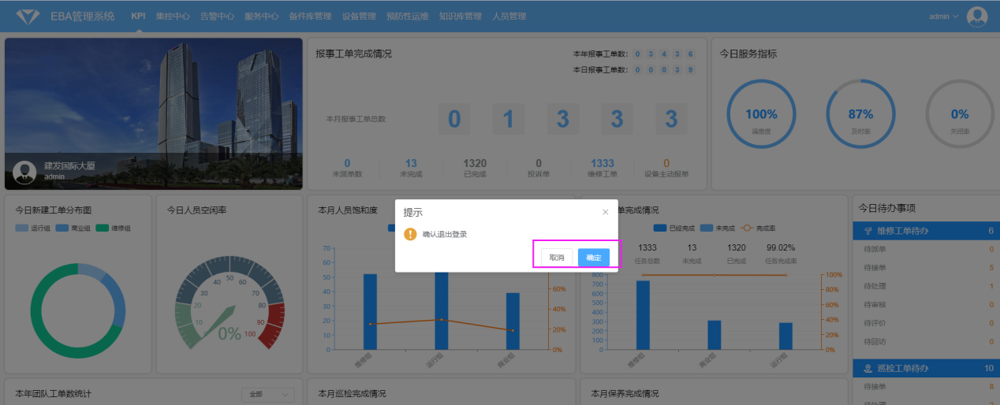 EBA管理系统 KPI 集控中心 告警中心 服务中心 备件库管理 设备管理 预防性运维 知识库管理 人员管理 admin
建发国际大厦
admin
报事工单完成情况
本年报事工单数： 0 3 4 3 6
本日报事工单数： 0 0 0 3 9
本月报事工单总数 0 1 3 3 3
0 13 1320 0 1333 0
未派单数 未完成 已完成 投诉单 维修工单 设备主动报单
今日服务指标
100% 87% 0%
满意度 及时率 关闭率
今日新建工单分布图
运行组 商业组 维修组
今日人员空闲率
10 20 30 40 50 60 70 80 90 100
0%
本月人员饱和度
70
60
50
40
30
20
10
0
60%
40%
20%
0%
维修组 运行组 商业组
提示
确认退出登录
取消 确定
单完成情况
已经完成 未完成 完成率
1333 13 1320 99.02%
任务总数 未完成 已完成 任务完成率
800
700
600
500
400
300
200
100
0
100%
80%
60%
40%
20%
0%
维修组 商业组 运行组
今日待办事项
维修工单待办 6
待派单 0
待接单 5
待处理 1
待审核 0
待评价 0
待回访 0
巡检工单待办 10
待接单 8
本年团队工单数统计 全部
本月巡检完成情况
本月保养完成情况